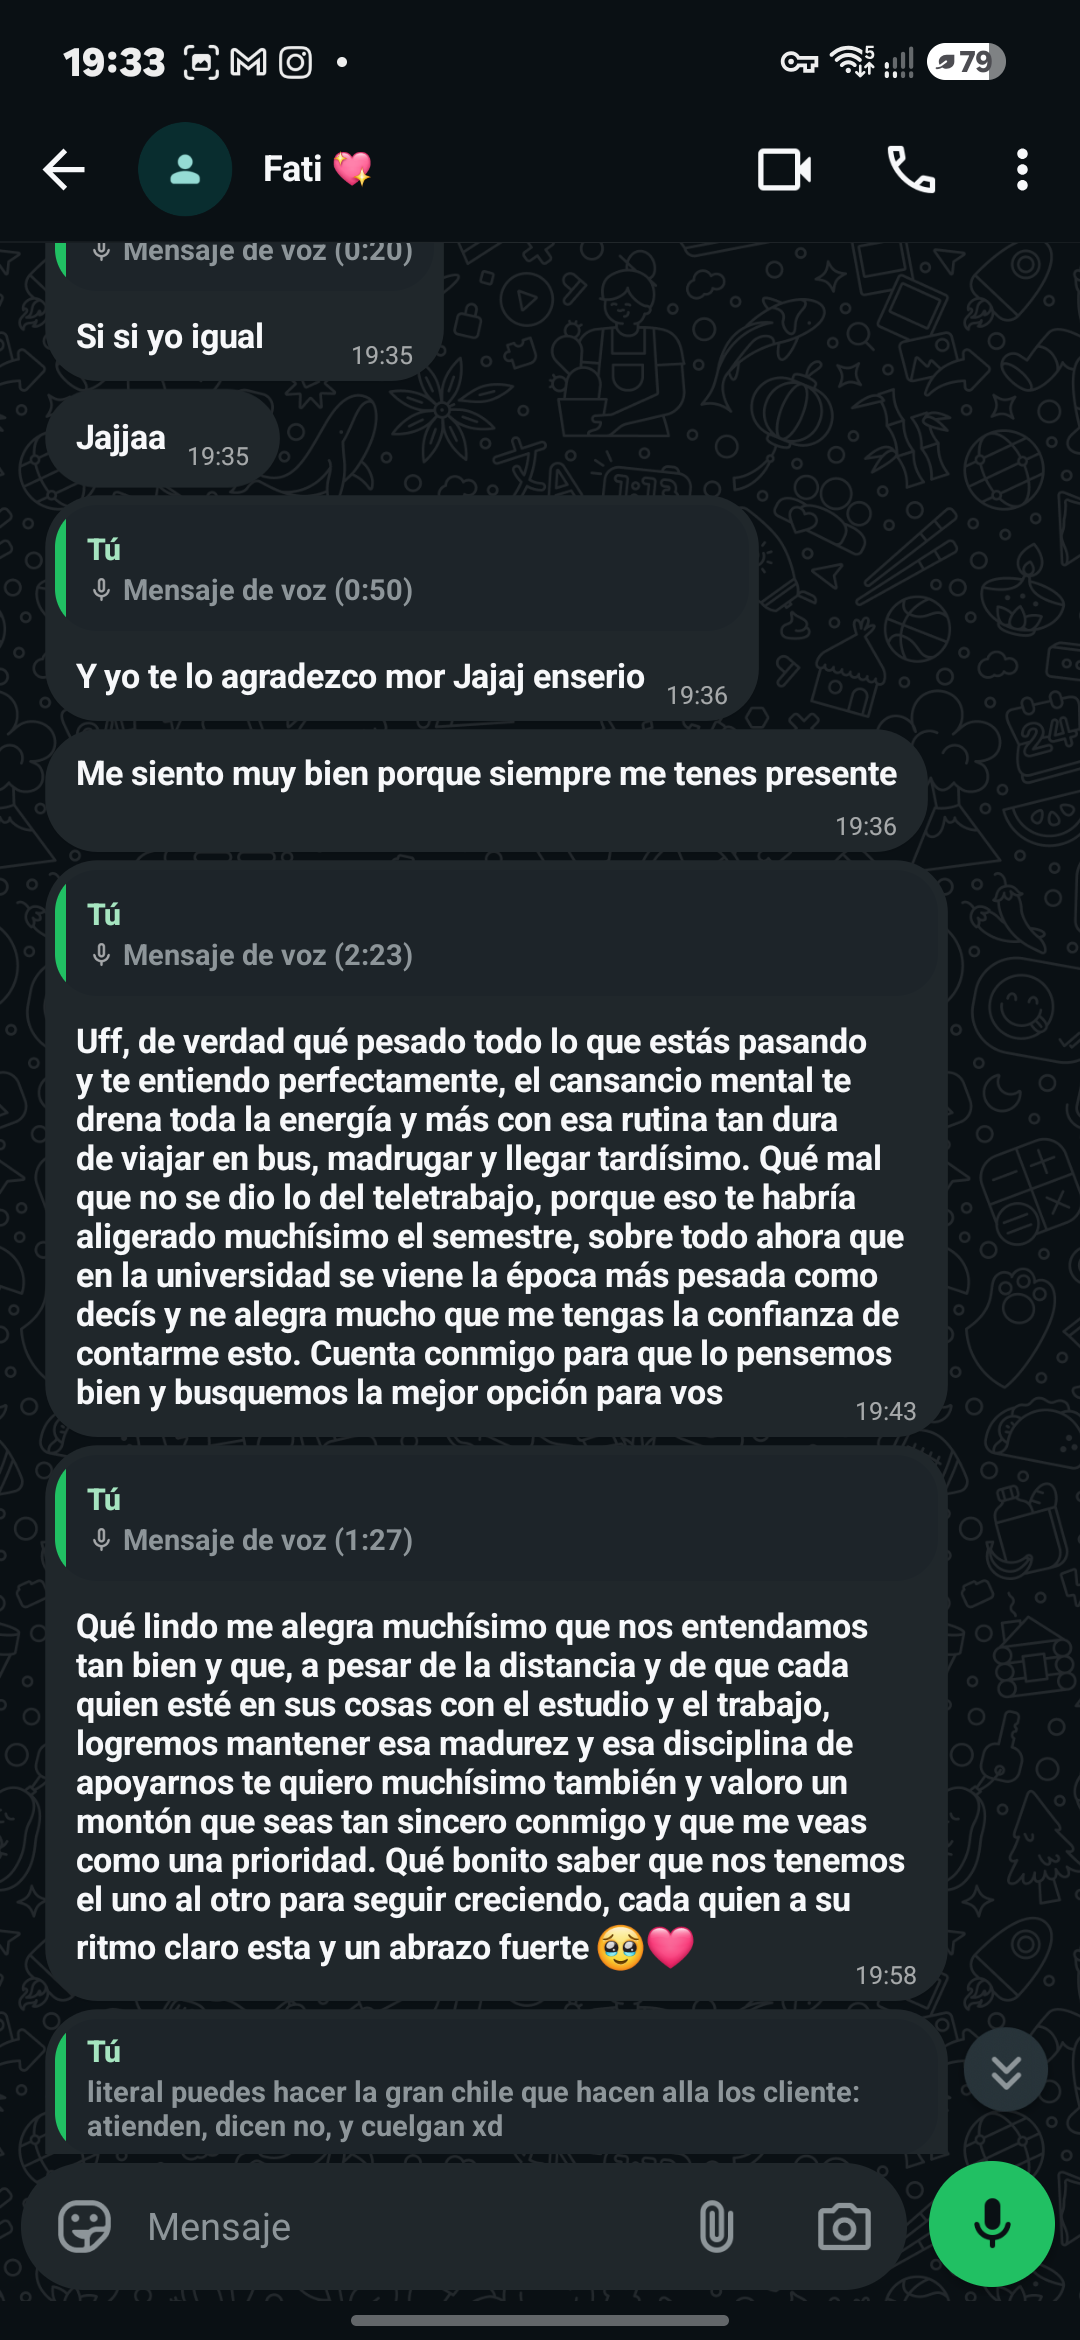 19:33
5
79
Fati
Mensaje de voz (0:20)
Si si yo igual
19:35
Jajjaa
19:35
Tú
Mensaje de voz (0:50)
Y yo te lo agradezco mor Jajaj enserio
19:36
Me siento muy bien porque siempre me tenes presente
19:36
Tú
Mensaje de voz (2:23)
Uff, de verdad qué pesado todo lo que estás pasando
y te entiendo perfectamente, el cansancio mental te
drena toda la energía y más con esa rutina tan dura
de viajar en bus, madrugar y llegar tardísimo. Qué mal
que no se dio lo del teletrabajo, porque eso te habría
aligerado muchísimo el semestre, sobre todo ahora que
en la universidad se viene la época más pesada como
decís y ne alegra mucho que me tengas la confianza de
contarme esto. Cuenta conmigo para que lo pensemos
bien y busquemos la mejor opción para vos
19:43
Tú
Mensaje de voz (1:27)
Qué lindo me alegra muchísimo que nos entendamos
tan bien y que, a pesar de la distancia y de que cada
quien esté en sus cosas con el estudio y el trabajo,
logremos mantener esa madurez y esa disciplina de
apoyarnos te quiero muchísimo también y valoro un
montón que seas tan sincero conmigo y que me veas
como una prioridad. Qué bonito saber que nos tenemos
el uno al otro para seguir creciendo, cada quien a su
ritmo claro esta y un abrazo fuerte 🥹❤️
19:58
Tú
literal puedes hacer la gran chile que hacen alla los cliente:
atienden, dicen no, y cuelgan xd
Mensaje